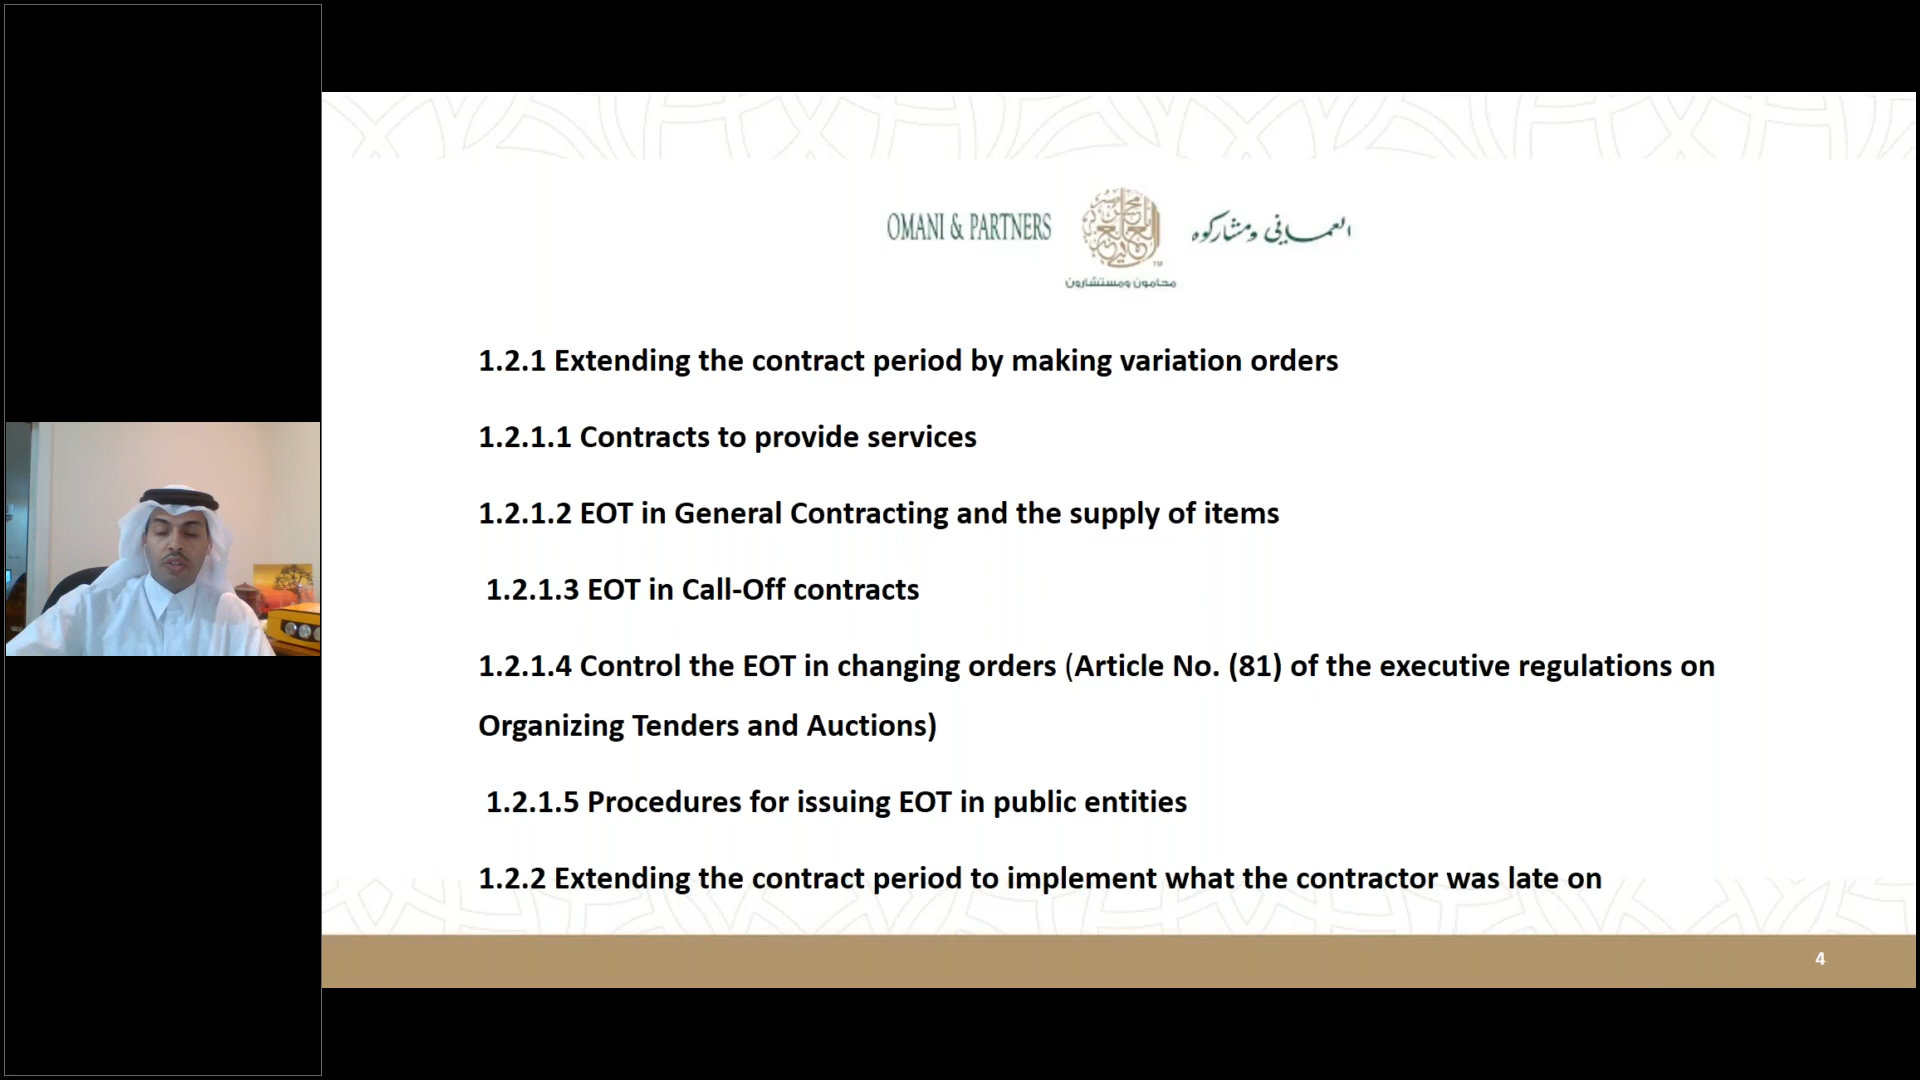 OMANI & PARTNERS
العماني ومشاركوه
TM
محامون ومستشارون
1.2.1 Extending the contract period by making variation orders
1.2.1.1 Contracts to provide services
1.2.1.2 EOT in General Contracting and the supply of items
1.2.1.3 EOT in Call-Off contracts
1.2.1.4 Control the EOT in changing orders (Article No. (81) of the executive regulations on
Organizing Tenders and Auctions)
1.2.1.5 Procedures for issuing EOT in public entities
1.2.2 Extending the contract period to implement what the contractor was late on
4